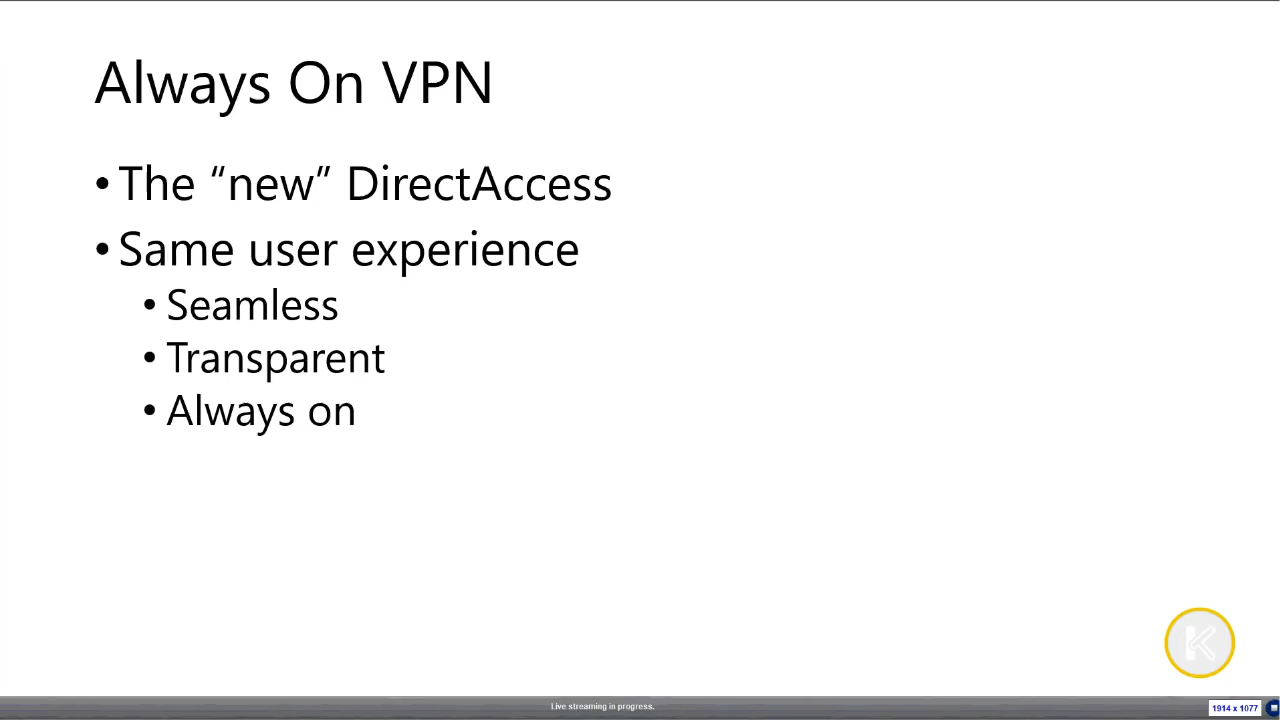 Always On VPN
• The “new” DirectAccess
• Same user experience
• Seamless
• Transparent
• Always on
K
Live streaming in progress.
1914 x 1077